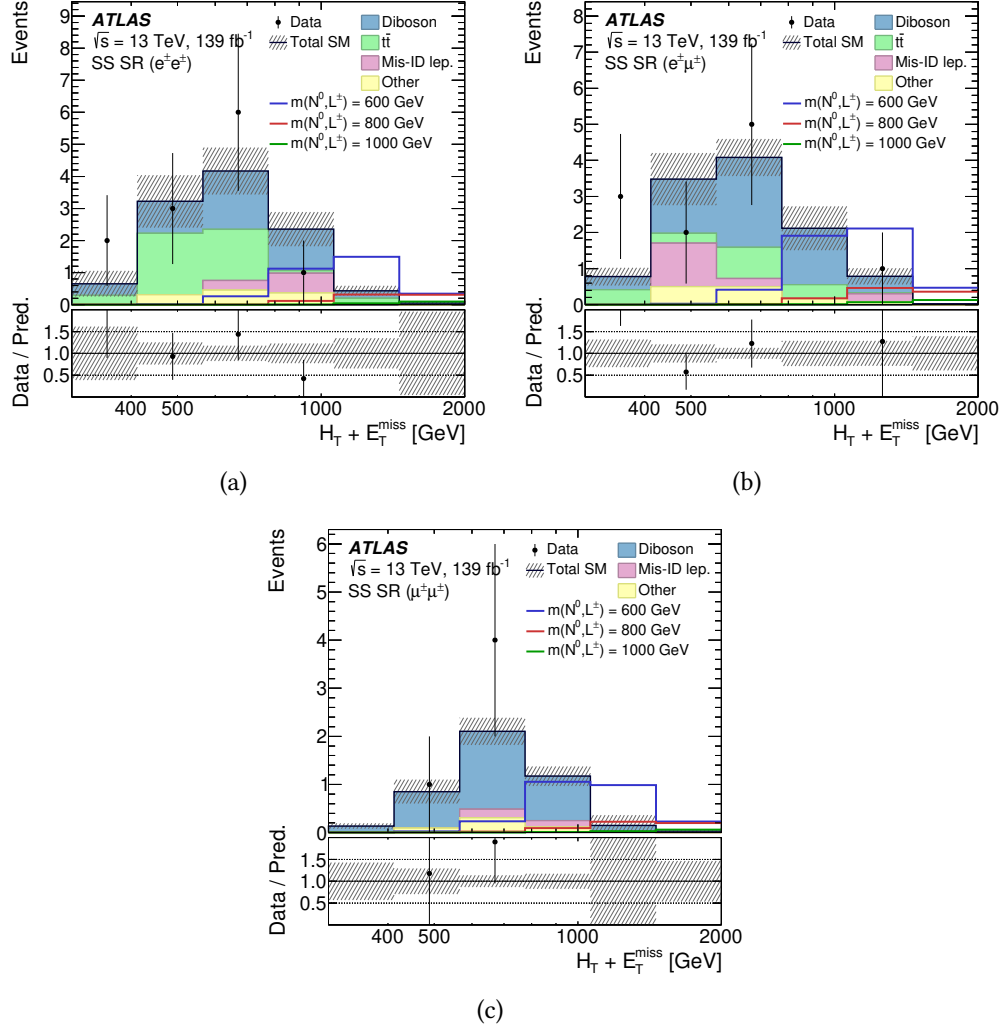 Events
9
8
7
6
5
4
3
2
1
0
ATLAS
√s = 13 TeV, 139 fb⁻¹
SS SR (e±e±)
Data
Total SM
Diboson
tt̄
Mis-ID lep.
Other
m(N⁰,L±) = 600 GeV
m(N⁰,L±) = 800 GeV
m(N⁰,L±) = 1000 GeV
Data / Pred.
1.5
1.0
0.5
400 500 1000 2000
H_T + E_T^miss [GeV]
(a)
Events
8
7
6
5
4
3
2
1
0
ATLAS
√s = 13 TeV, 139 fb⁻¹
SS SR (e±μ±)
Data
Total SM
Diboson
tt̄
Mis-ID lep.
Other
m(N⁰,L±) = 600 GeV
m(N⁰,L±) = 800 GeV
m(N⁰,L±) = 1000 GeV
Data / Pred.
1.5
1.0
0.5
400 500 1000 2000
H_T + E_T^miss [GeV]
(b)
Events
6
5
4
3
2
1
0
ATLAS
√s = 13 TeV, 139 fb⁻¹
SS SR (μ±μ±)
Data
Total SM
Diboson
Mis-ID lep.
Other
m(N⁰,L±) = 600 GeV
m(N⁰,L±) = 800 GeV
m(N⁰,L±) = 1000 GeV
Data / Pred.
1.5
1.0
0.5
400 500 1000 2000
H_T + E_T^miss [GeV]
(c)